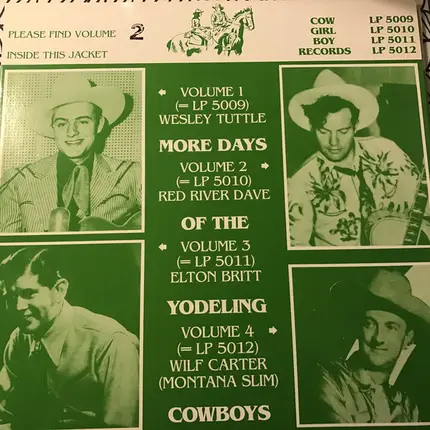 PLEASE FIND VOLUME 2
INSIDE THIS JACKET
COW LP 5009
GIRL LP 5010
BOY LP 5011
RECORDS LP 5012
VOLUME 1
(= LP 5009)
WESLEY TUTTLE
MORE DAYS
VOLUME 2
(= LP 5010)
RED RIVER DAVE
OF THE
VOLUME 3
(= LP 5011)
ELTON BRITT
YODELING
VOLUME 4
(= LP 5012)
WILF CARTER
(MONTANA SLIM)
COWBOYS